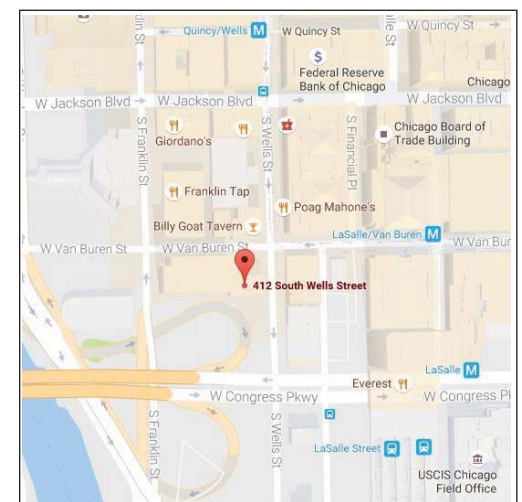 Quincy/Wells M
W Quincy St
W Quincy St
S Franklin St
$
Federal Reserve
Bank of Chicago
Chicago
W Jackson Blvd
W Jackson Blvd
W Jackson Blvd
Giordano's
S Wells St
S Financial Pl
Chicago Board of
Trade Building
Franklin Tap
Poag Mahone's
Billy Goat Tavern
LaSalle/Van Buren M
W Van Buren St
W Van Buren St
W Van Bur
412 South Wells Street
LaSalle M
Everest
W Congress Pkwy
W Congress P
S Franklin St
S Wells St
LaSalle Street
USCIS Chicago
Field Office